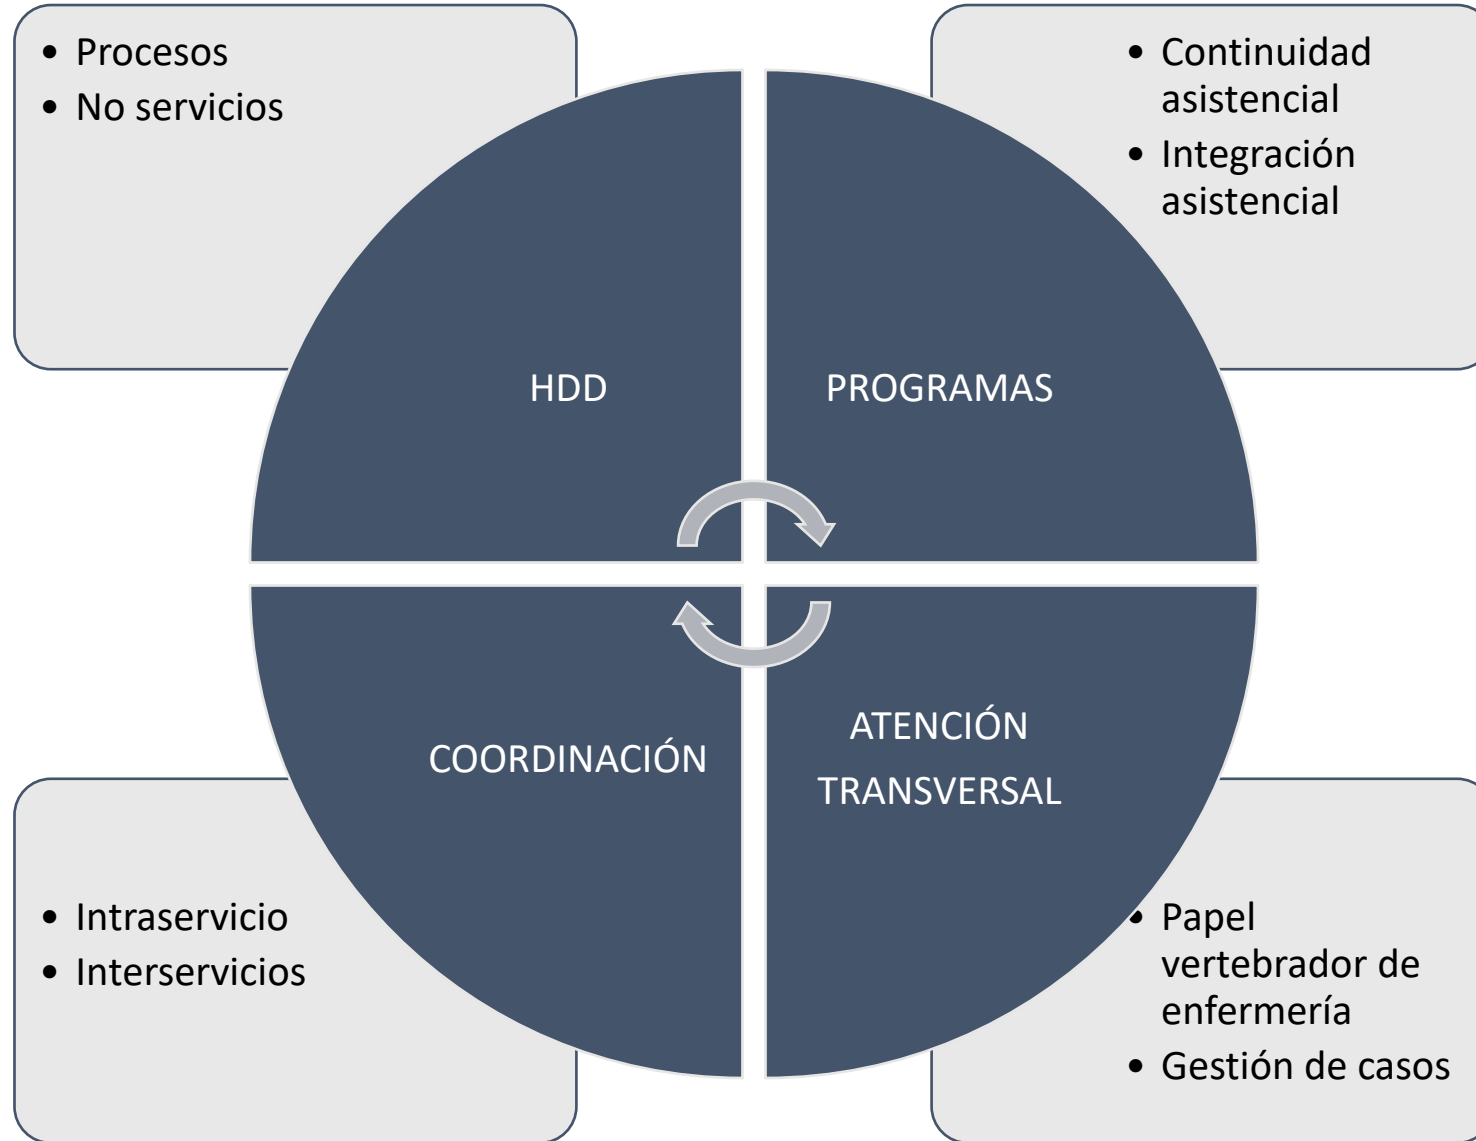 • Procesos
• No servicios
• Continuidad
asistencial
• Integración
asistencial
HDD
PROGRAMAS
COORDINACIÓN
ATENCIÓN
TRANSVERSAL
• Intraservicio
• Interservicios
• Papel
vertebrador de
enfermería
• Gestión de casos